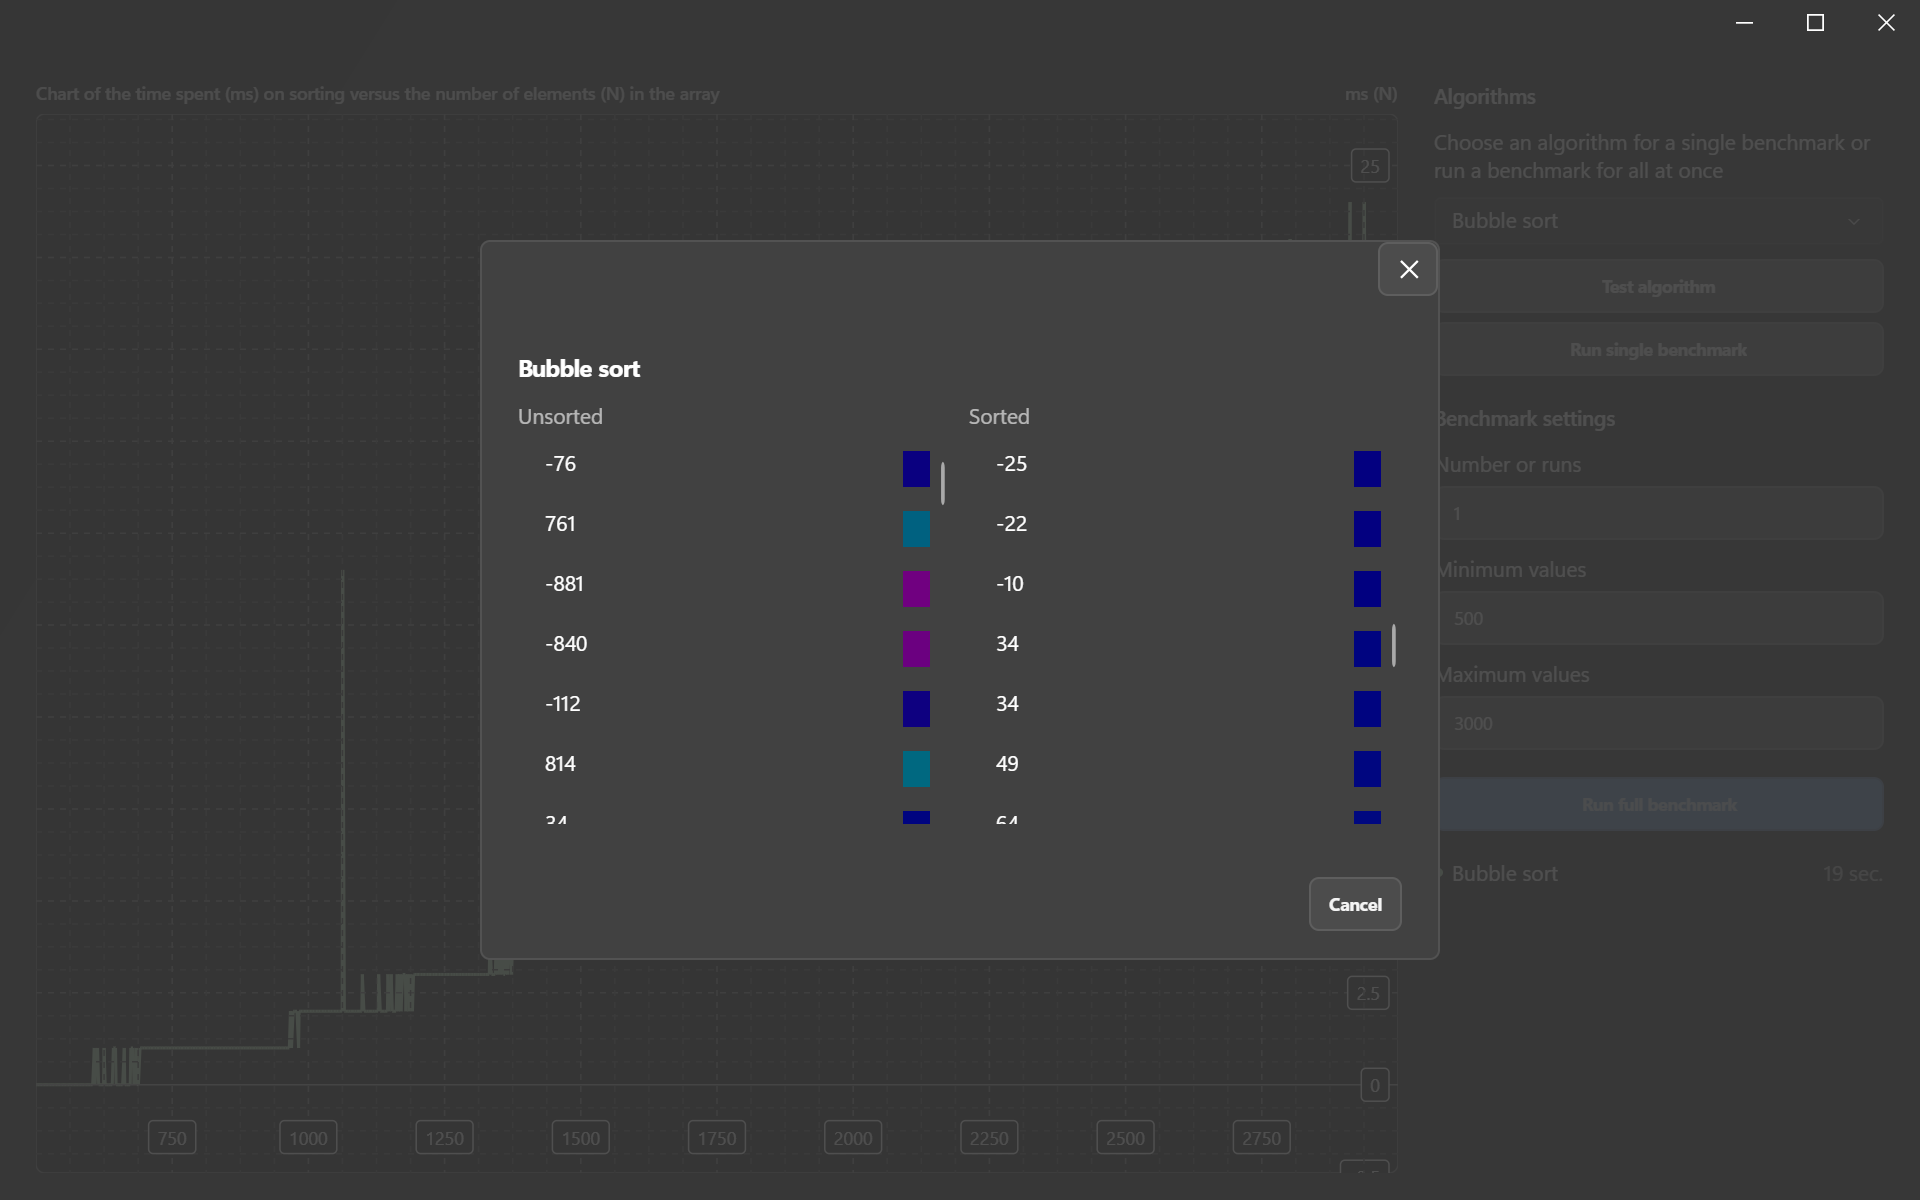 Chart of the time spent (ms) on sorting versus the number of elements (N) in the array
ms (N)
25
2.5
0
750
1000
1250
1500
1750
2000
2250
2500
2750
Bubble sort
Unsorted
Sorted
-76
-25
761
-22
-881
-10
-840
34
-112
34
814
49
34
64
Cancel
Algorithms
Choose an algorithm for a single benchmark or
run a benchmark for all at once
Bubble sort
Test algorithm
Run single benchmark
Benchmark settings
Number or runs
1
Minimum values
500
Maximum values
3000
Run full benchmark
Bubble sort
19 sec.